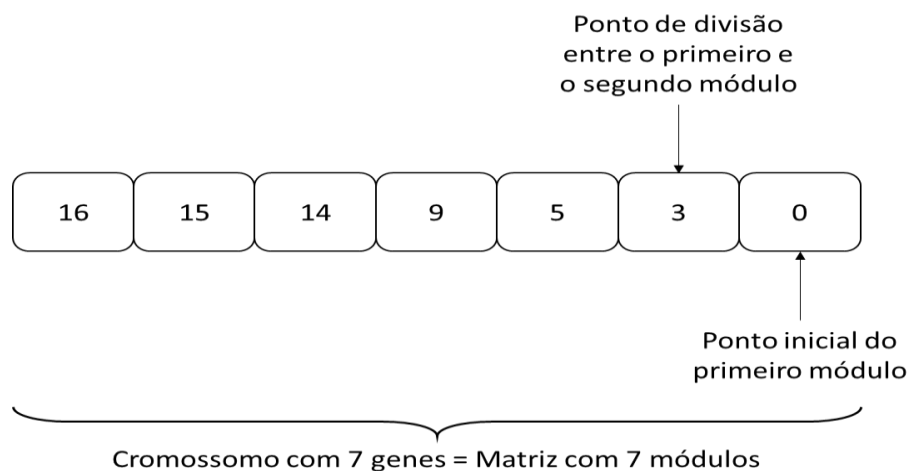 Ponto de divisão
entre o primeiro e
o segundo módulo
16 15 14 9 5 3 0
Ponto inicial do
primeiro módulo
Cromossomo com 7 genes = Matriz com 7 módulos